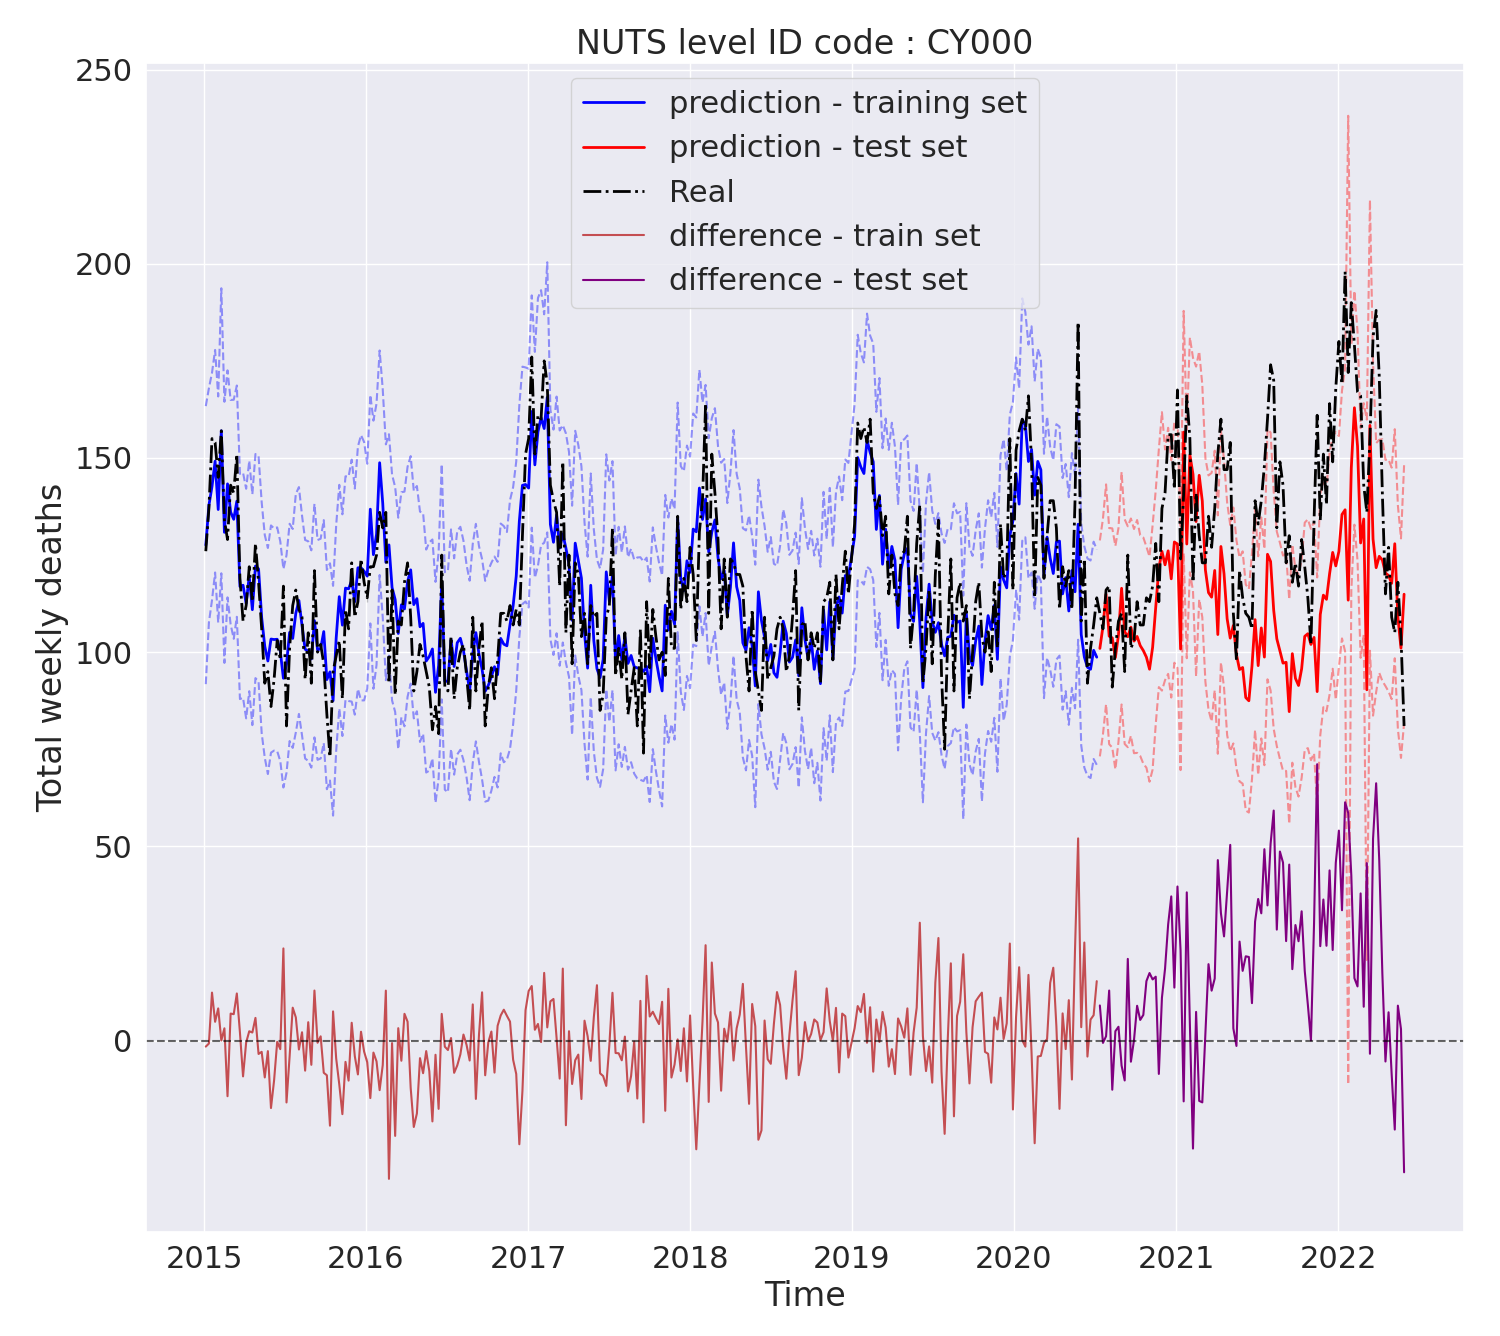 NUTS level ID code : CY000
250
200
150
100
50
0
Total weekly deaths
prediction - training set
prediction - test set
Real
difference - train set
difference - test set
2015 2016 2017 2018 2019 2020 2021 2022
Time